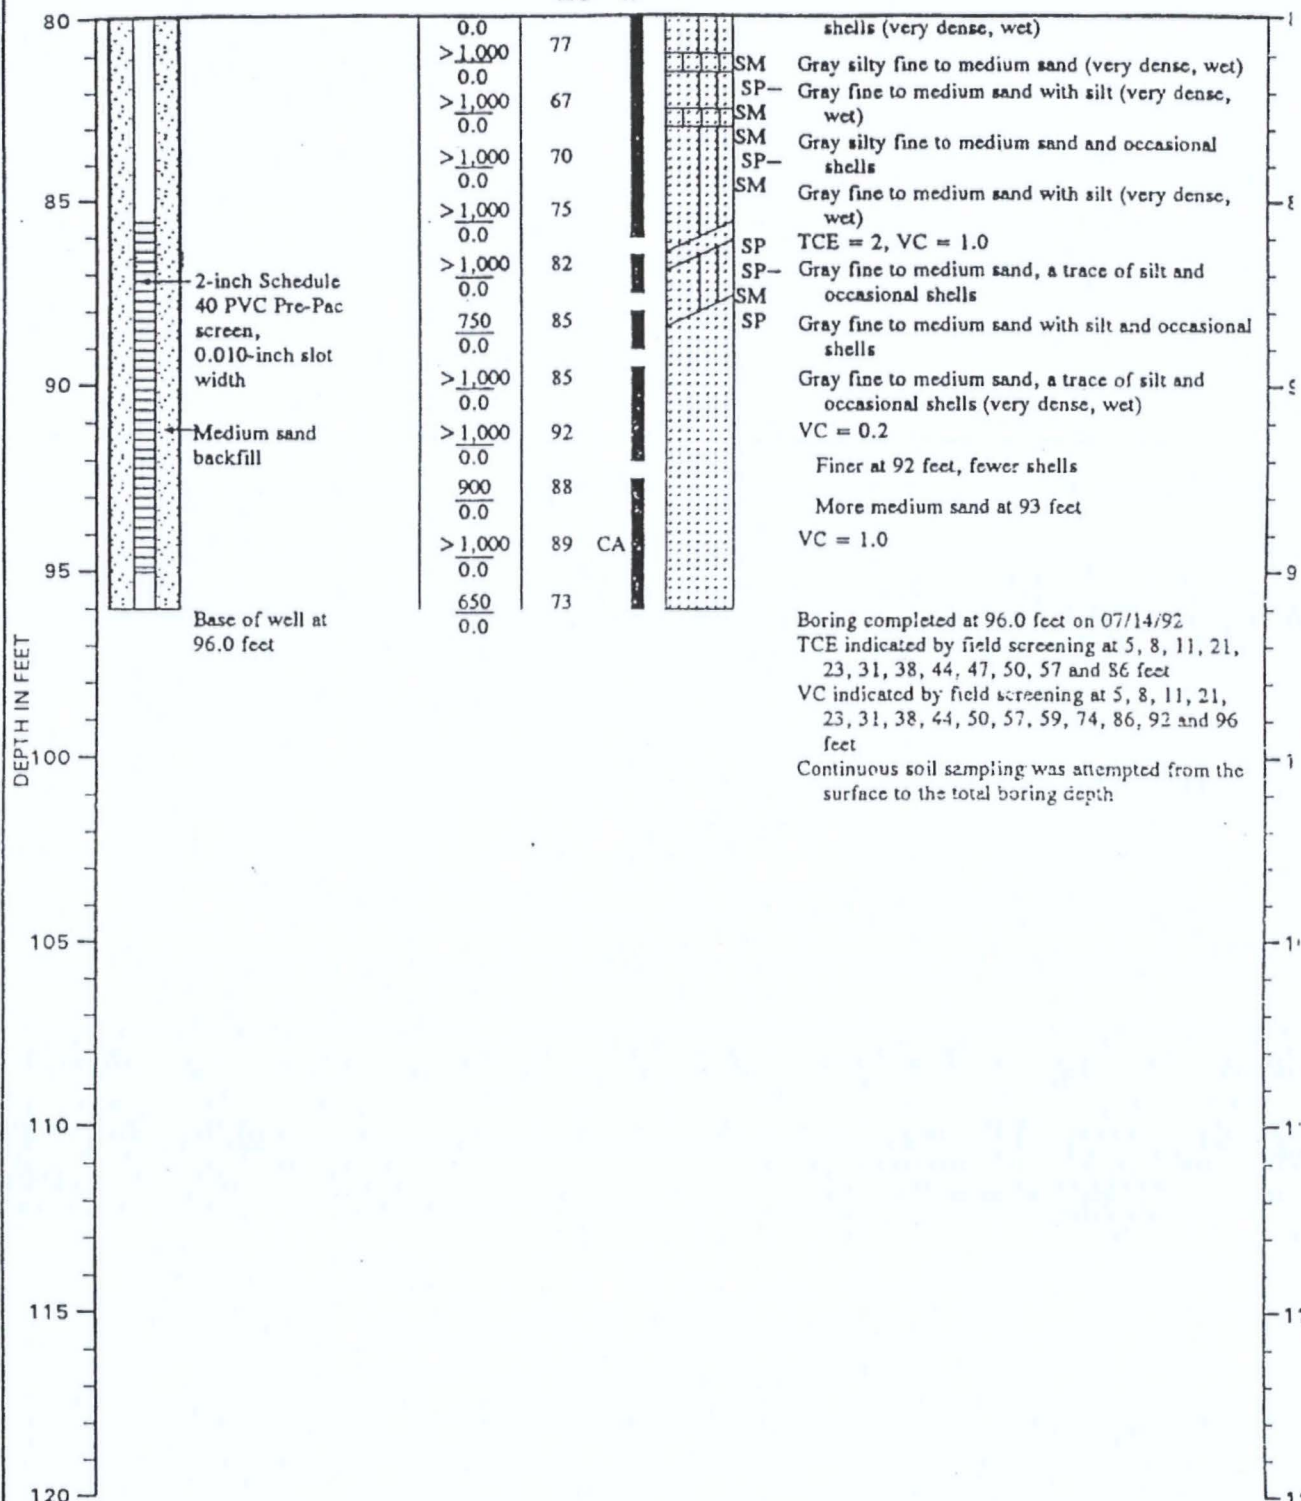 80
85
90
95
100
105
110
115
120
DEPTH IN FEET
2-inch Schedule
40 PVC Pre-Pac
screen,
0.010-inch slot
width
Medium sand
backfill
Base of well at
96.0 feet
0.0
>1,000
0.0
>1,000
0.0
>1,000
0.0
>1,000
0.0
>1,000
0.0
750
0.0
>1,000
0.0
>1,000
0.0
900
0.0
>1,000
0.0
650
0.0
77
67
70
75
82
85
85
92
88
89 CA
73
SM
SP–
SM
SM
SP–
SM
SP
SP–
SM
SP
shells (very dense, wet)
Gray silty fine to medium sand (very dense, wet)
Gray fine to medium sand with silt (very dense,
wet)
Gray silty fine to medium sand and occasional
shells
Gray fine to medium sand with silt (very dense,
wet)
TCE = 2, VC = 1.0
Gray fine to medium sand, a trace of silt and
occasional shells
Gray fine to medium sand with silt and occasional
shells
Gray fine to medium sand, a trace of silt and
occasional shells (very dense, wet)
VC = 0.2
Finer at 92 feet, fewer shells
More medium sand at 93 feet
VC = 1.0
Boring completed at 96.0 feet on 07/14/92
TCE indicated by field screening at 5, 8, 11, 21,
23, 31, 38, 44, 47, 50, 57 and 86 feet
VC indicated by field screening at 5, 8, 11, 21,
23, 31, 38, 44, 50, 57, 59, 74, 86, 92 and 96
feet
Continuous soil sampling was attempted from the
surface to the total boring depth